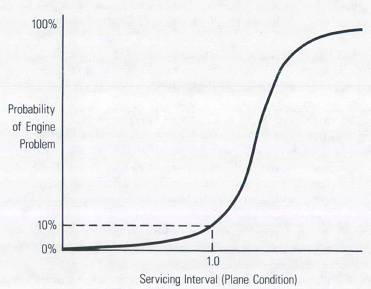 100%
Probability
of Engine
Problem
10%
0%
1.0
Servicing Interval (Plane Condition)